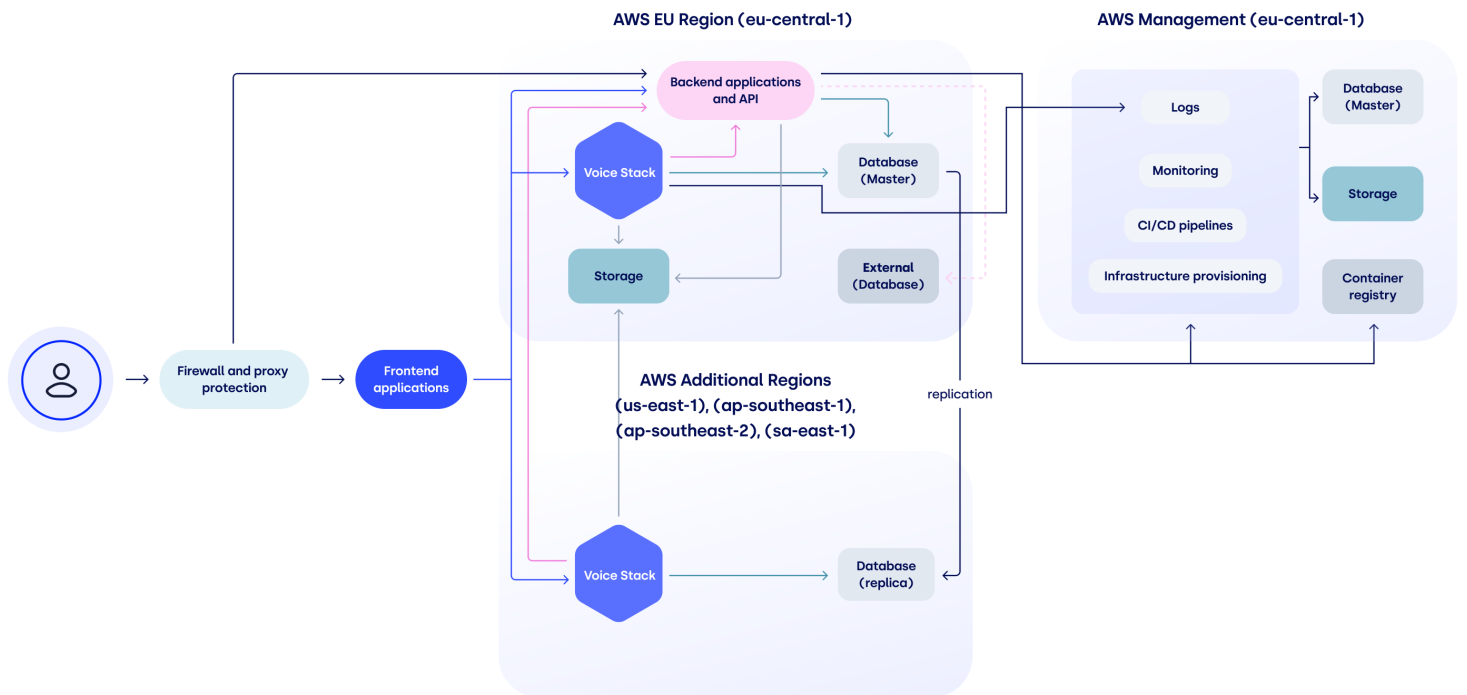 AWS EU Region (eu-central-1)
AWS Management (eu-central-1)
Backend applications
and API
Voice Stack
Database
(Master)
Storage
External
(Database)
Logs
Monitoring
CI/CD pipelines
Infrastructure provisioning
Database
(Master)
Storage
Container
registry
Firewall and proxy
protection
Frontend
applications
AWS Additional Regions
(us-east-1), (ap-southeast-1),
(ap-southeast-2), (sa-east-1)
replication
Voice Stack
Database
(replica)